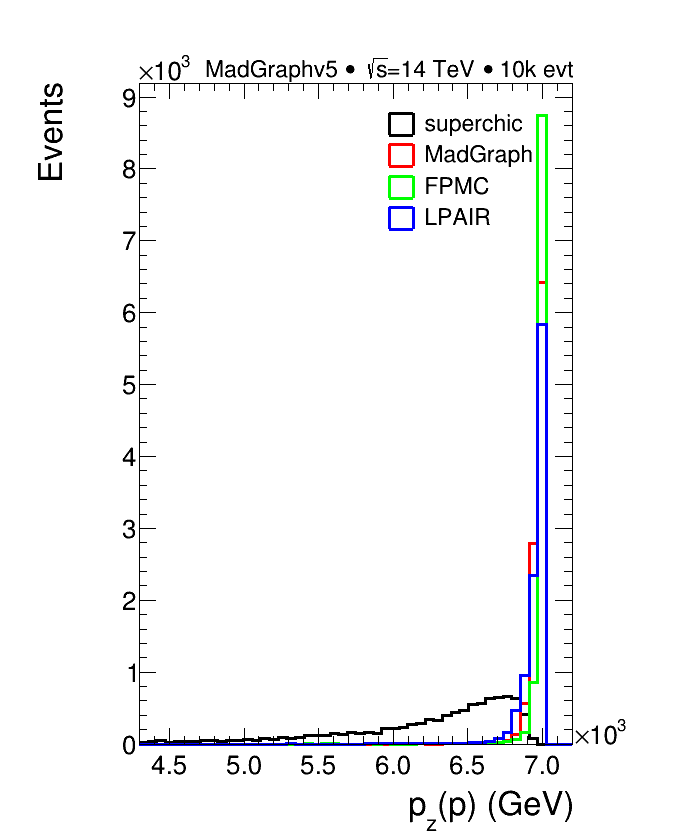 ×10³ MadGraphv5 • √s=14 TeV • 10k evt
Events
superchic
MadGraph
FPMC
LPAIR
9
8
7
6
5
4
3
2
1
0
4.5 5.0 5.5 6.0 6.5 7.0 ×10³
p_z(p) (GeV)